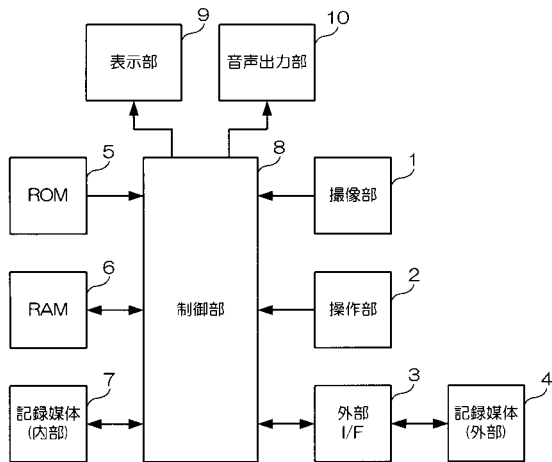 9
10
表示部
音声出力部
5
8
1
ROM
撮像部
6
2
RAM
制御部
操作部
7
3
4
記録媒体
(内部)
外部
I/F
記録媒体
(外部)